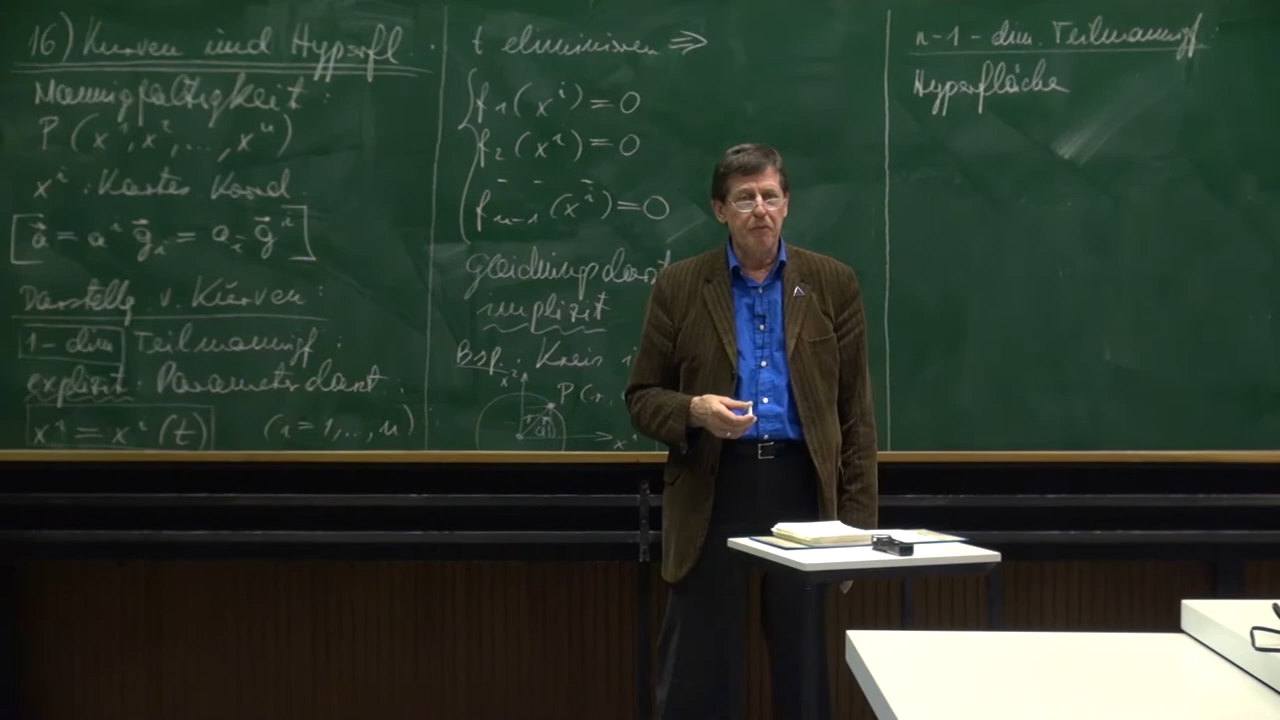 16) Kurven und Hyperfl.
Mannigfaltigkeit:
P(x¹, x², ..., xⁿ)
xⁱ: Kartes Koord
[a⃗ = aⁱ g⃗ᵢ = aᵢ g⃗ⁱ]
Darstellg v. Kurven:
1-dim Teilmannigf.:
explizit: Parameterdarst:
xⁱ = xⁱ(t) (i=1,..,n)
t eliminieren ⇒
f₁(xⁱ)=0
f₂(xⁱ)=0
- - -
fₙ₋₁(xⁱ)=0
gleichungsdarst
implizit
Bsp: Kreis
x²
P(
x¹
n-1-dim. Teilmannigf.
Hyperfläche